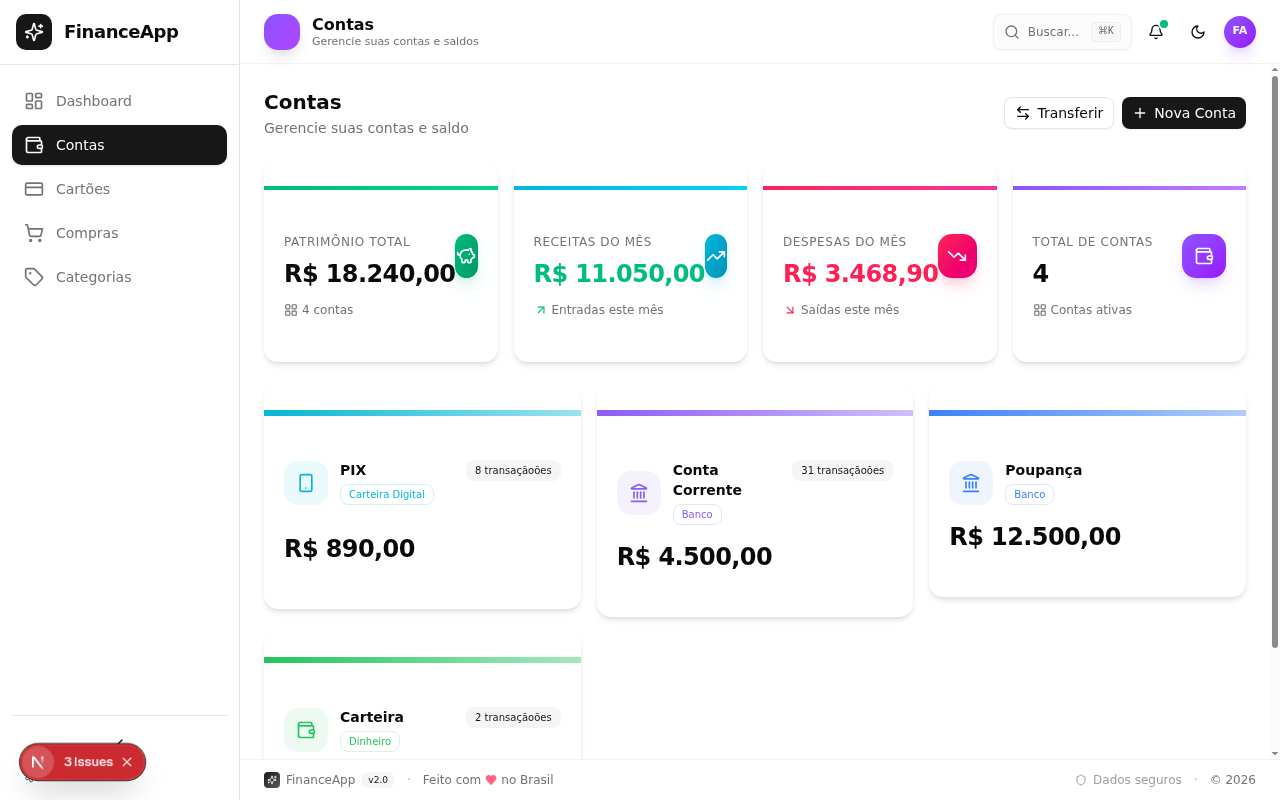 FinanceApp
Dashboard
Contas
Cartões
Compras
Categorias
3 Issues
Contas
Gerencie suas contas e saldos
Buscar...
⌘K
FA
Contas
Gerencie suas contas e saldo
Transferir
Nova Conta
PATRIMÔNIO TOTAL
R$ 18.240,00
4 contas
RECEITAS DO MÊS
R$ 11.050,00
Entradas este mês
DESPESAS DO MÊS
R$ 3.468,90
Saídas este mês
TOTAL DE CONTAS
4
Contas ativas
PIX
Carteira Digital
8 transaçãoões
R$ 890,00
Conta
Corrente
Banco
31 transaçãoões
R$ 4.500,00
Poupança
Banco
R$ 12.500,00
Carteira
Dinheiro
2 transaçãoões
FinanceApp v2.0 · Feito com no Brasil
Dados seguros · © 2026